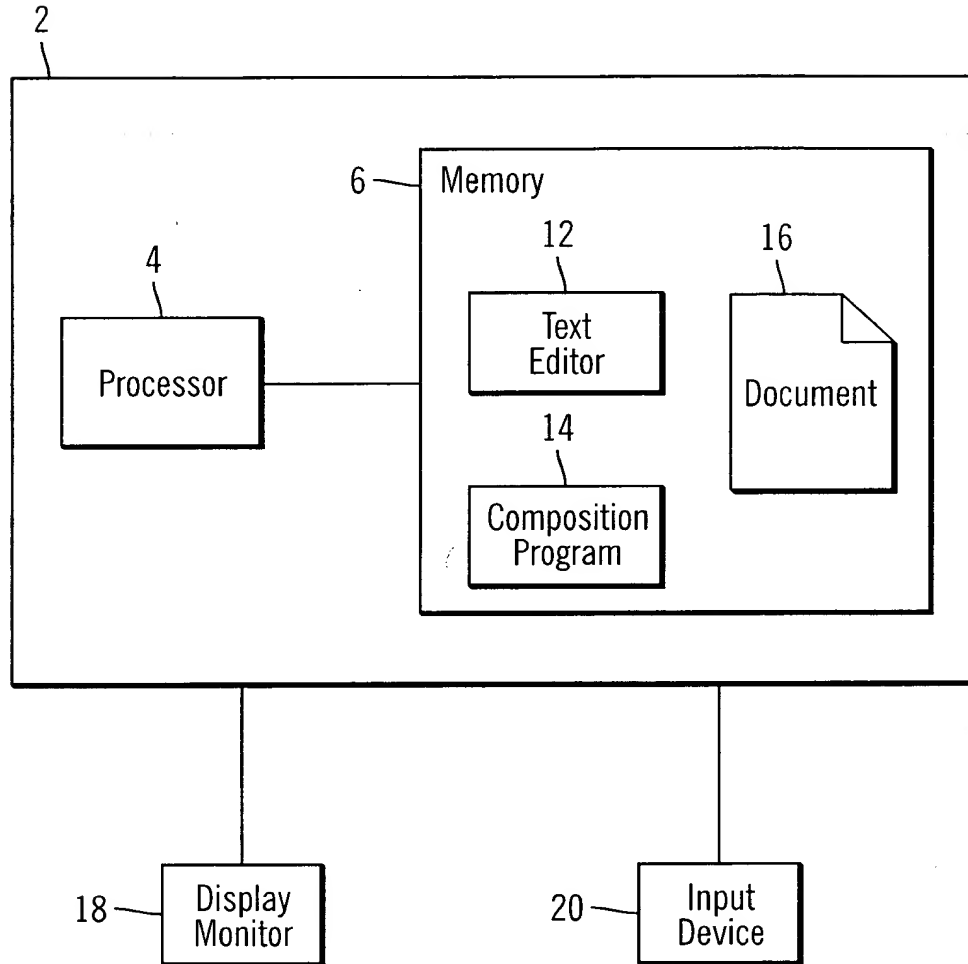 2
6
Memory
12
16
4
Text
Editor
Processor
Document
14
Composition
Program
18
Display
Monitor
20
Input
Device